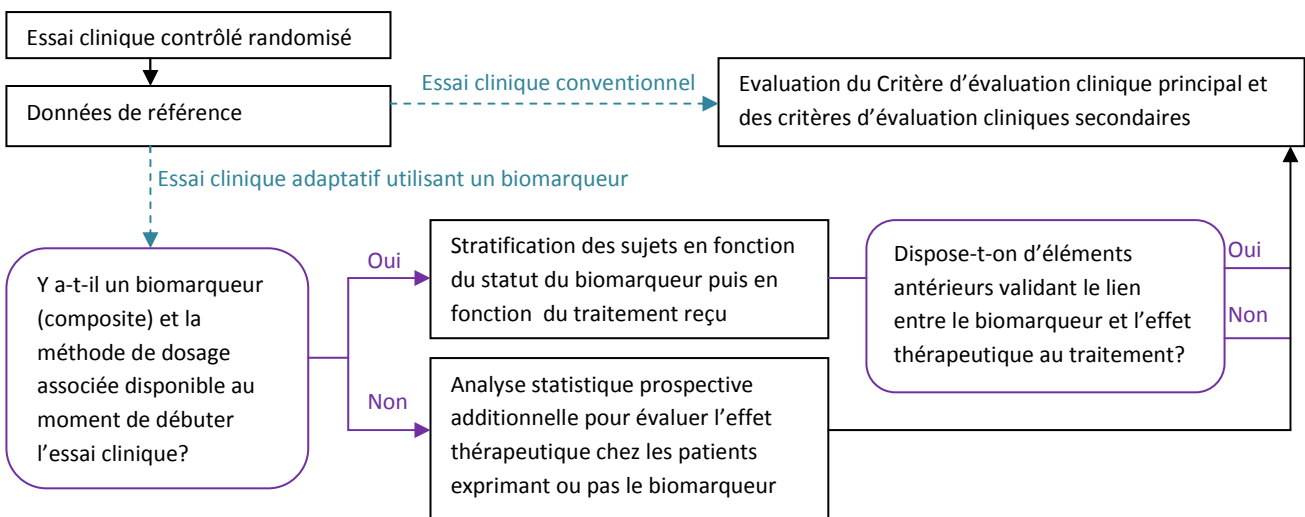 Essai clinique contrôlé randomisé
Données de référence
Essai clinique conventionnel
Evaluation du Critère d'évaluation clinique principal et
des critères d'évaluation cliniques secondaires
Essai clinique adaptatif utilisant un biomarqueur
Y a-t-il un biomarqueur
(composite) et la
méthode de dosage
associée disponible au
moment de débuter
l'essai clinique?
Oui
Non
Stratification des sujets en fonction
du statut du biomarqueur puis en
fonction du traitement reçu
Analyse statistique prospective
additionnelle pour évaluer l'effet
thérapeutique chez les patients
exprimant ou pas le biomarqueur
Dispose-t-on d'éléments
antérieurs validant le lien
entre le biomarqueur et l'effet
thérapeutique au traitement?
Oui
Non